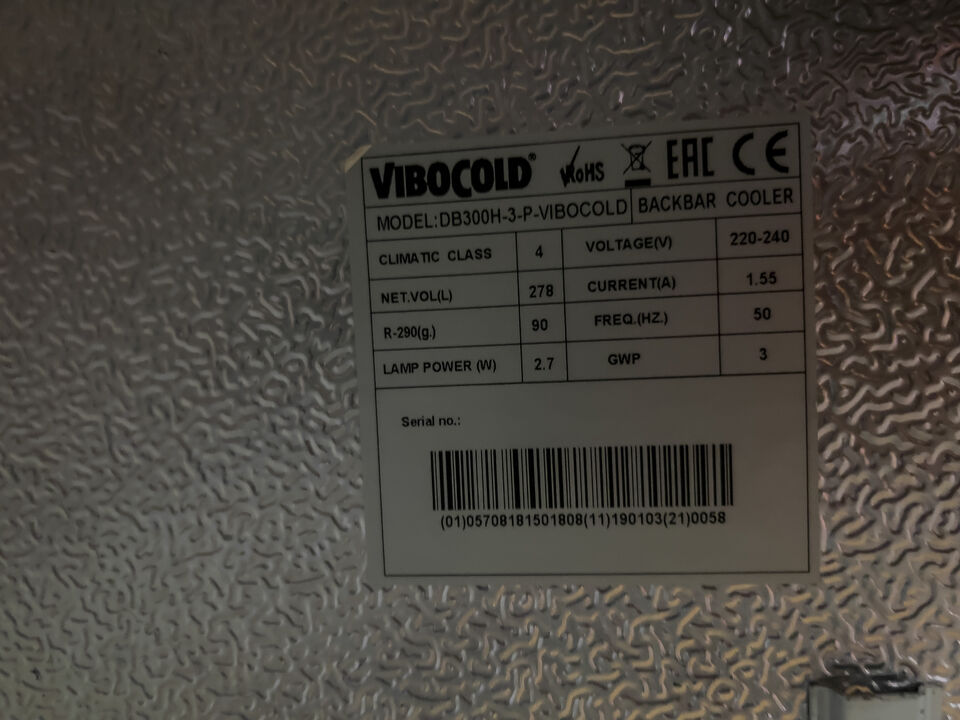 VIBOCOLD® RoHS EAC CE
MODEL:DB300H-3-P-VIBOCOLD BACKBAR COOLER
CLIMATIC CLASS 4 VOLTAGE(V) 220-240
NET.VOL(L) 278 CURRENT(A) 1.55
R-290(g.) 90 FREQ.(HZ.) 50
LAMP POWER (W) 2.7 GWP 3
Serial no.:
(01)05708181501808(11)190103(21)0058